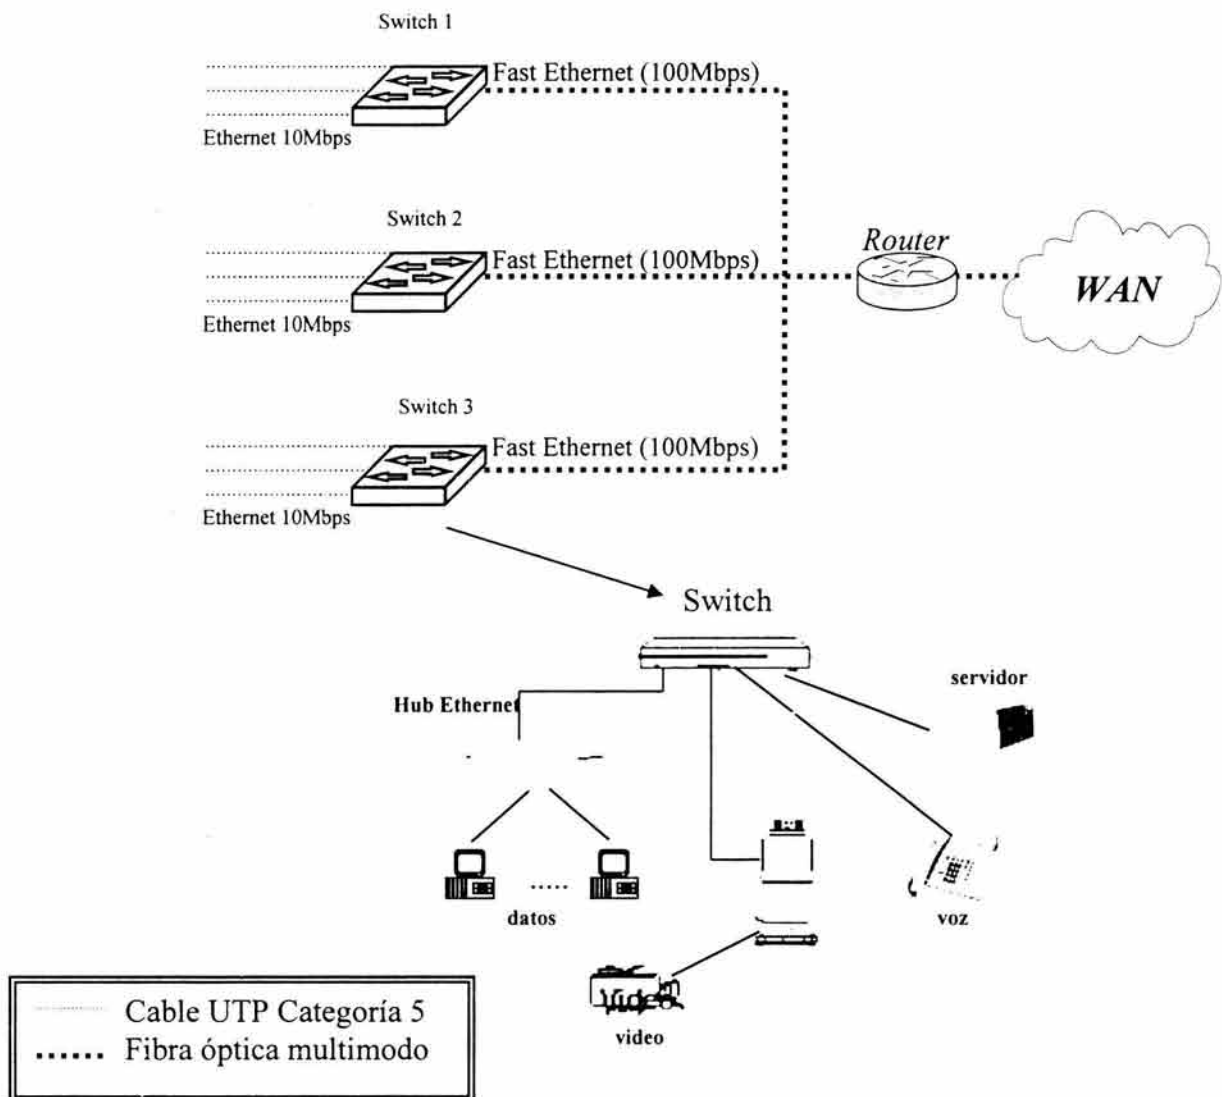 Switch 1
Fast Ethernet (100Mbps)
Ethernet 10Mbps
Switch 2
Fast Ethernet (100Mbps)
Router
WAN
Ethernet 10Mbps
Switch 3
Fast Ethernet (100Mbps)
Ethernet 10Mbps
Switch
servidor
Hub Ethernet
datos
voz
video
Cable UTP Categoría 5
Fibra óptica multimodo